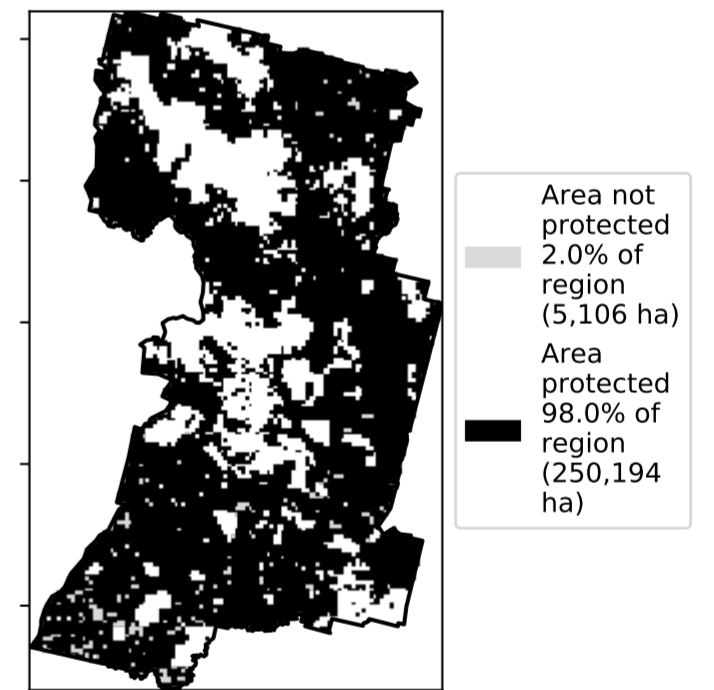 Area not
protected
2.0% of
region
(5,106 ha)
Area
protected
98.0% of
region
(250,194
ha)